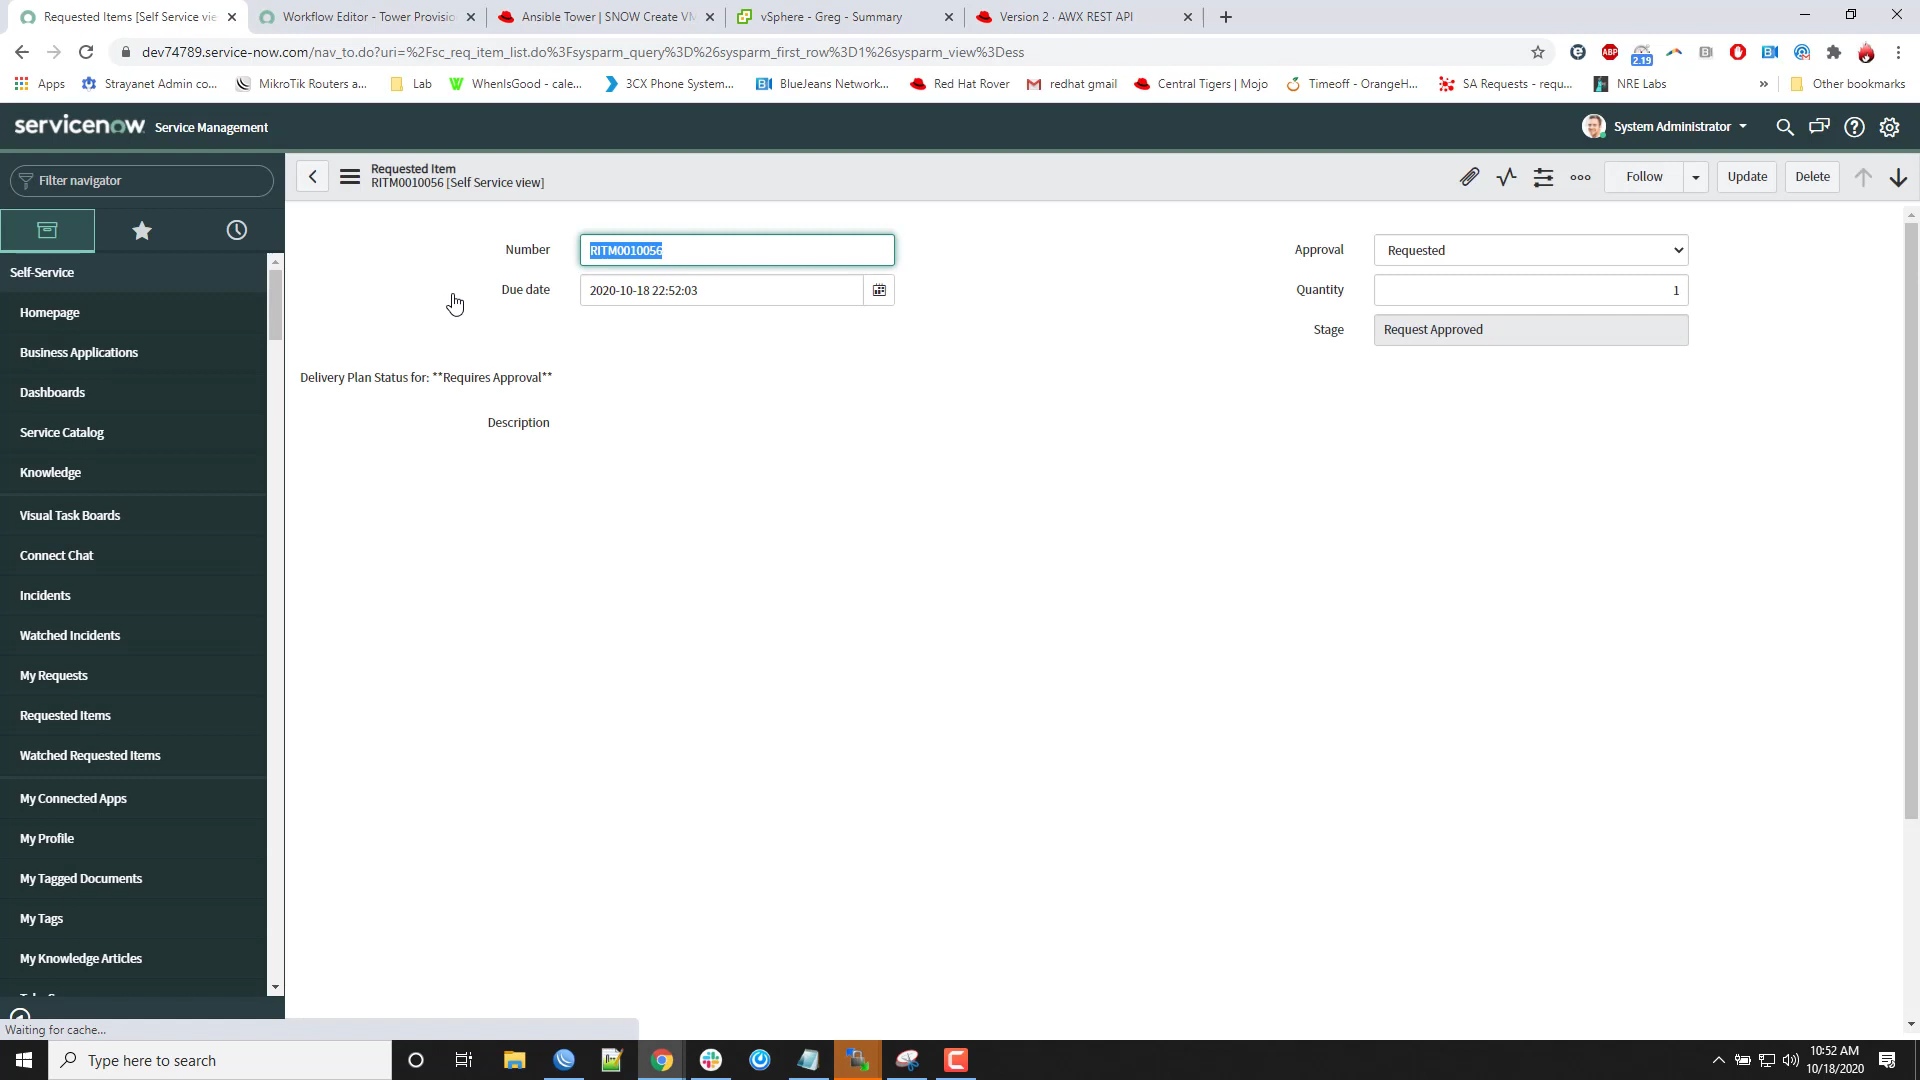 Requested Items [Self Service vie
Workflow Editor - Tower Provisio
Ansible Tower | SNOW Create VM
vSphere - Greg - Summary
Version 2 · AWX REST API
dev74789.service-now.com/nav_to.do?uri=%2Fsc_req_item_list.do%3Fsysparm_query%3D%26sysparm_first_row%3D1%26sysparm_view%3Dess
ABP
2.19
Apps
Strayanet Admin co...
MikroTik Routers a...
Lab
WhenIsGood - cale...
3CX Phone System...
BlueJeans Network...
Red Hat Rover
redhat gmail
Central Tigers | Mojo
Timeoff - OrangeH...
SA Requests - requ...
NRE Labs
»
Other bookmarks
servicenow Service Management
System Administrator
Filter navigator
Requested Item
RITM0010056 [Self Service view]
Follow
Update
Delete
Self-Service
Homepage
Business Applications
Dashboards
Service Catalog
Knowledge
Visual Task Boards
Connect Chat
Incidents
Watched Incidents
My Requests
Requested Items
Watched Requested Items
My Connected Apps
My Profile
My Tagged Documents
My Tags
My Knowledge Articles
Number
RITM0010056
Due date
2020-10-18 22:52:03
Approval
Requested
Quantity
1
Stage
Request Approved
Delivery Plan Status for: **Requires Approval**
Description
Waiting for cache...
Type here to search
10:52 AM
10/18/2020